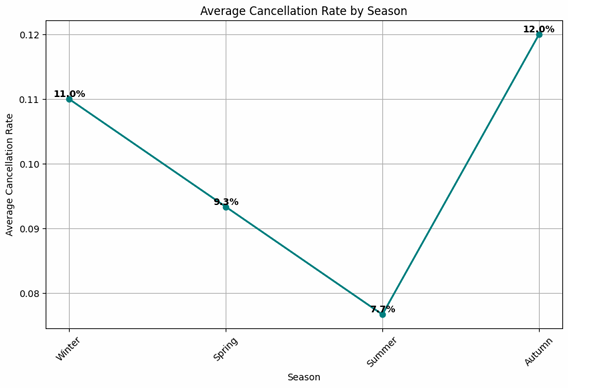 Average Cancellation Rate by Season
12.0%
0.12
11.0%
0.11
0.10
9.3%
0.09
7.7%
0.08
Average Cancellation Rate
Winter
Spring
Summer
Autumn
Season